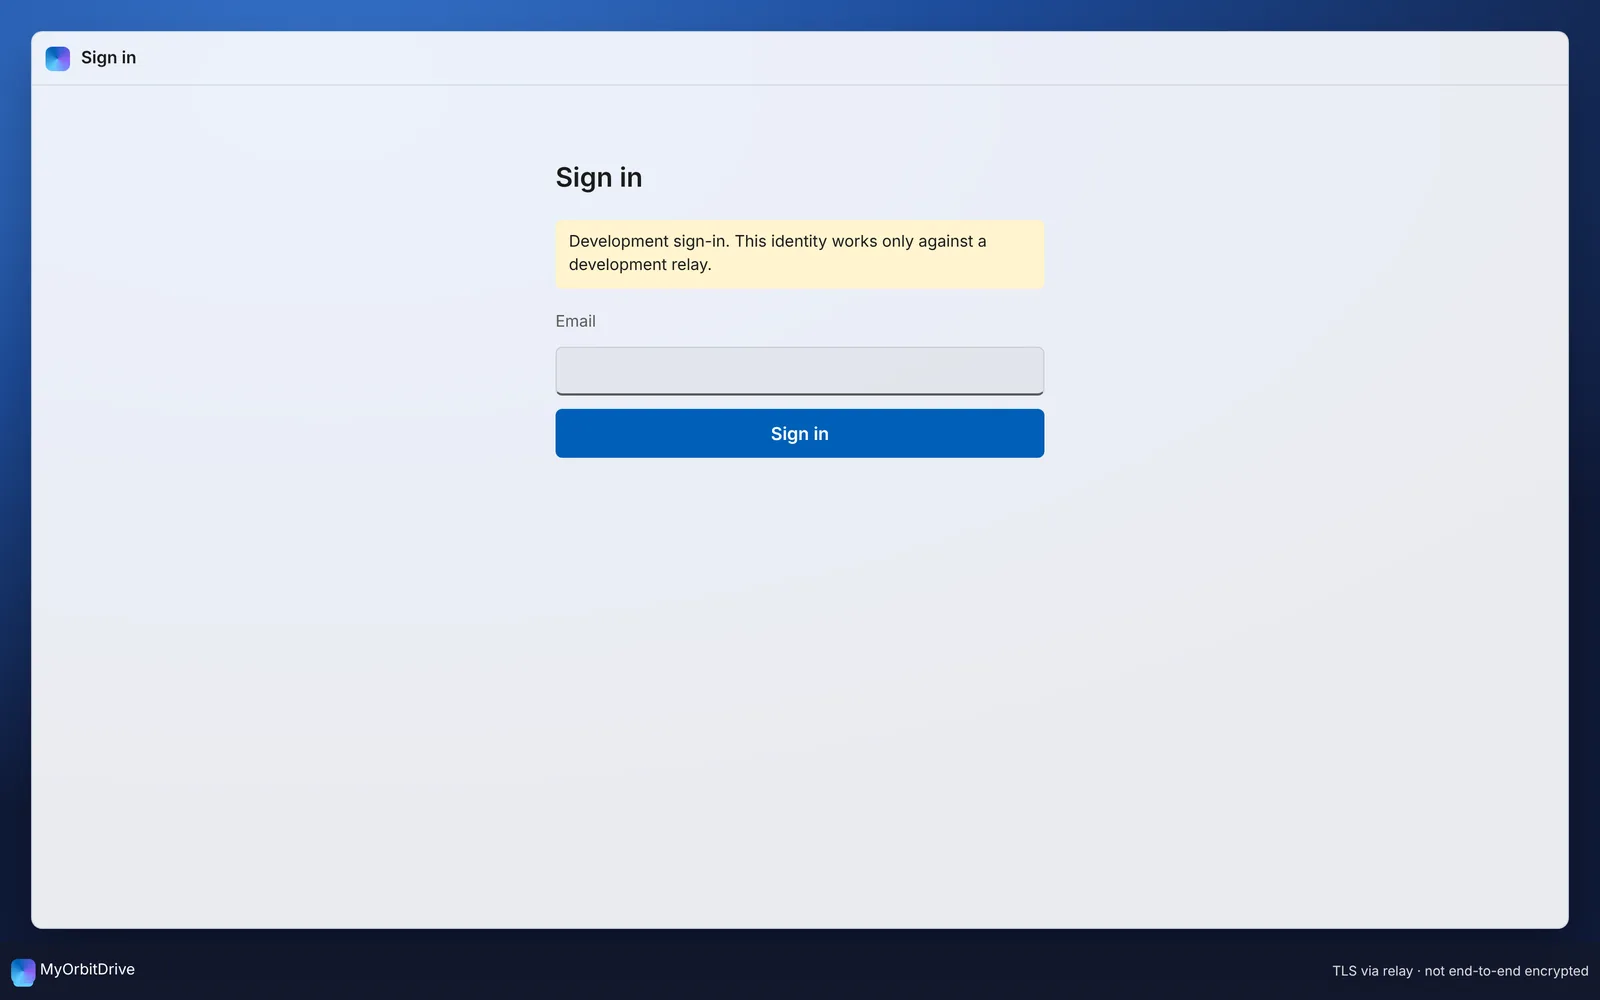 Sign in
Sign in
Development sign-in. This identity works only against a
development relay.
Email
Sign in
MyOrbitDrive
TLS via relay · not end-to-end encrypted